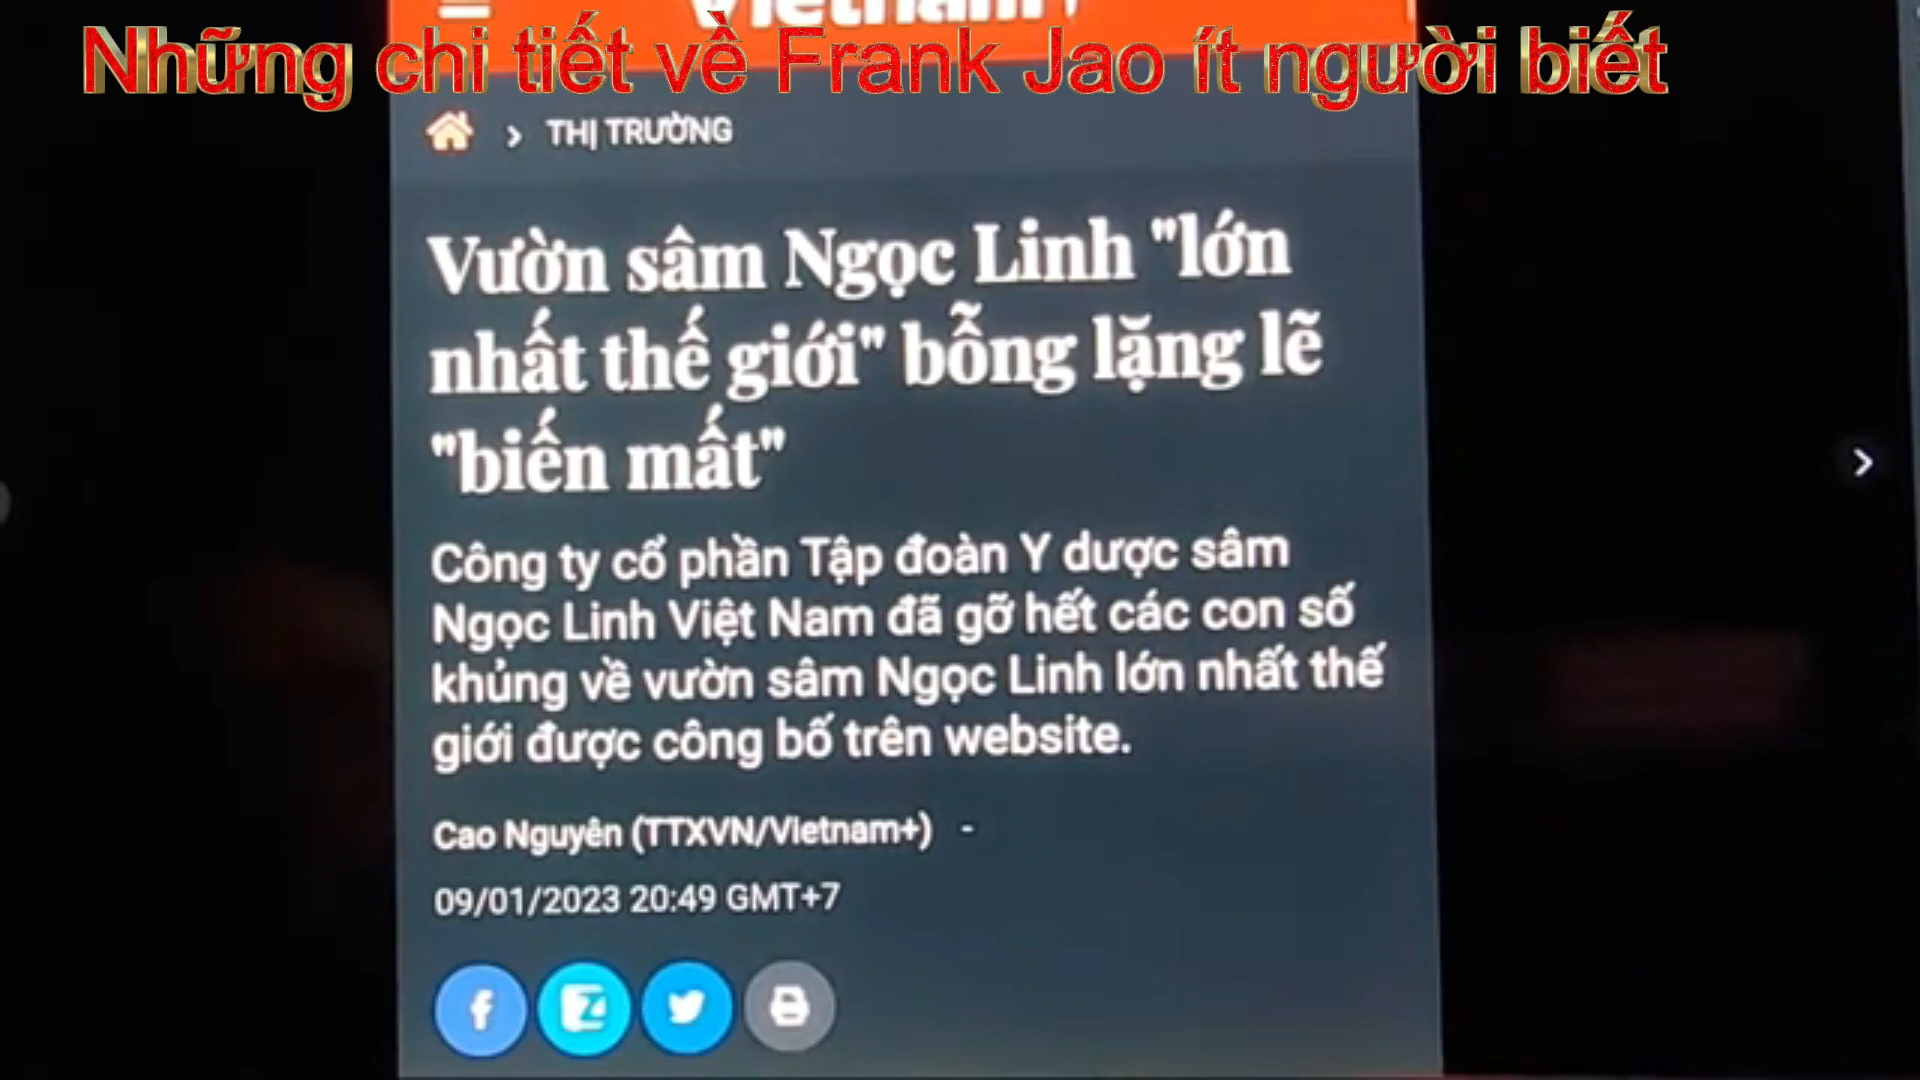 Vietnam+
Những chi tiết về Frank Jao ít người biết
THỊ TRƯỜNG
Vườn sâm Ngọc Linh "lớn
nhất thế giới" bỗng lặng lẽ
"biến mất"
Công ty cổ phần Tập đoàn Y dược sâm
Ngọc Linh Việt Nam đã gỡ hết các con số
khủng về vườn sâm Ngọc Linh lớn nhất thế
giới được công bố trên website.
Cao Nguyên (TTXVN/Vietnam+) -
09/01/2023 20:49 GMT+7